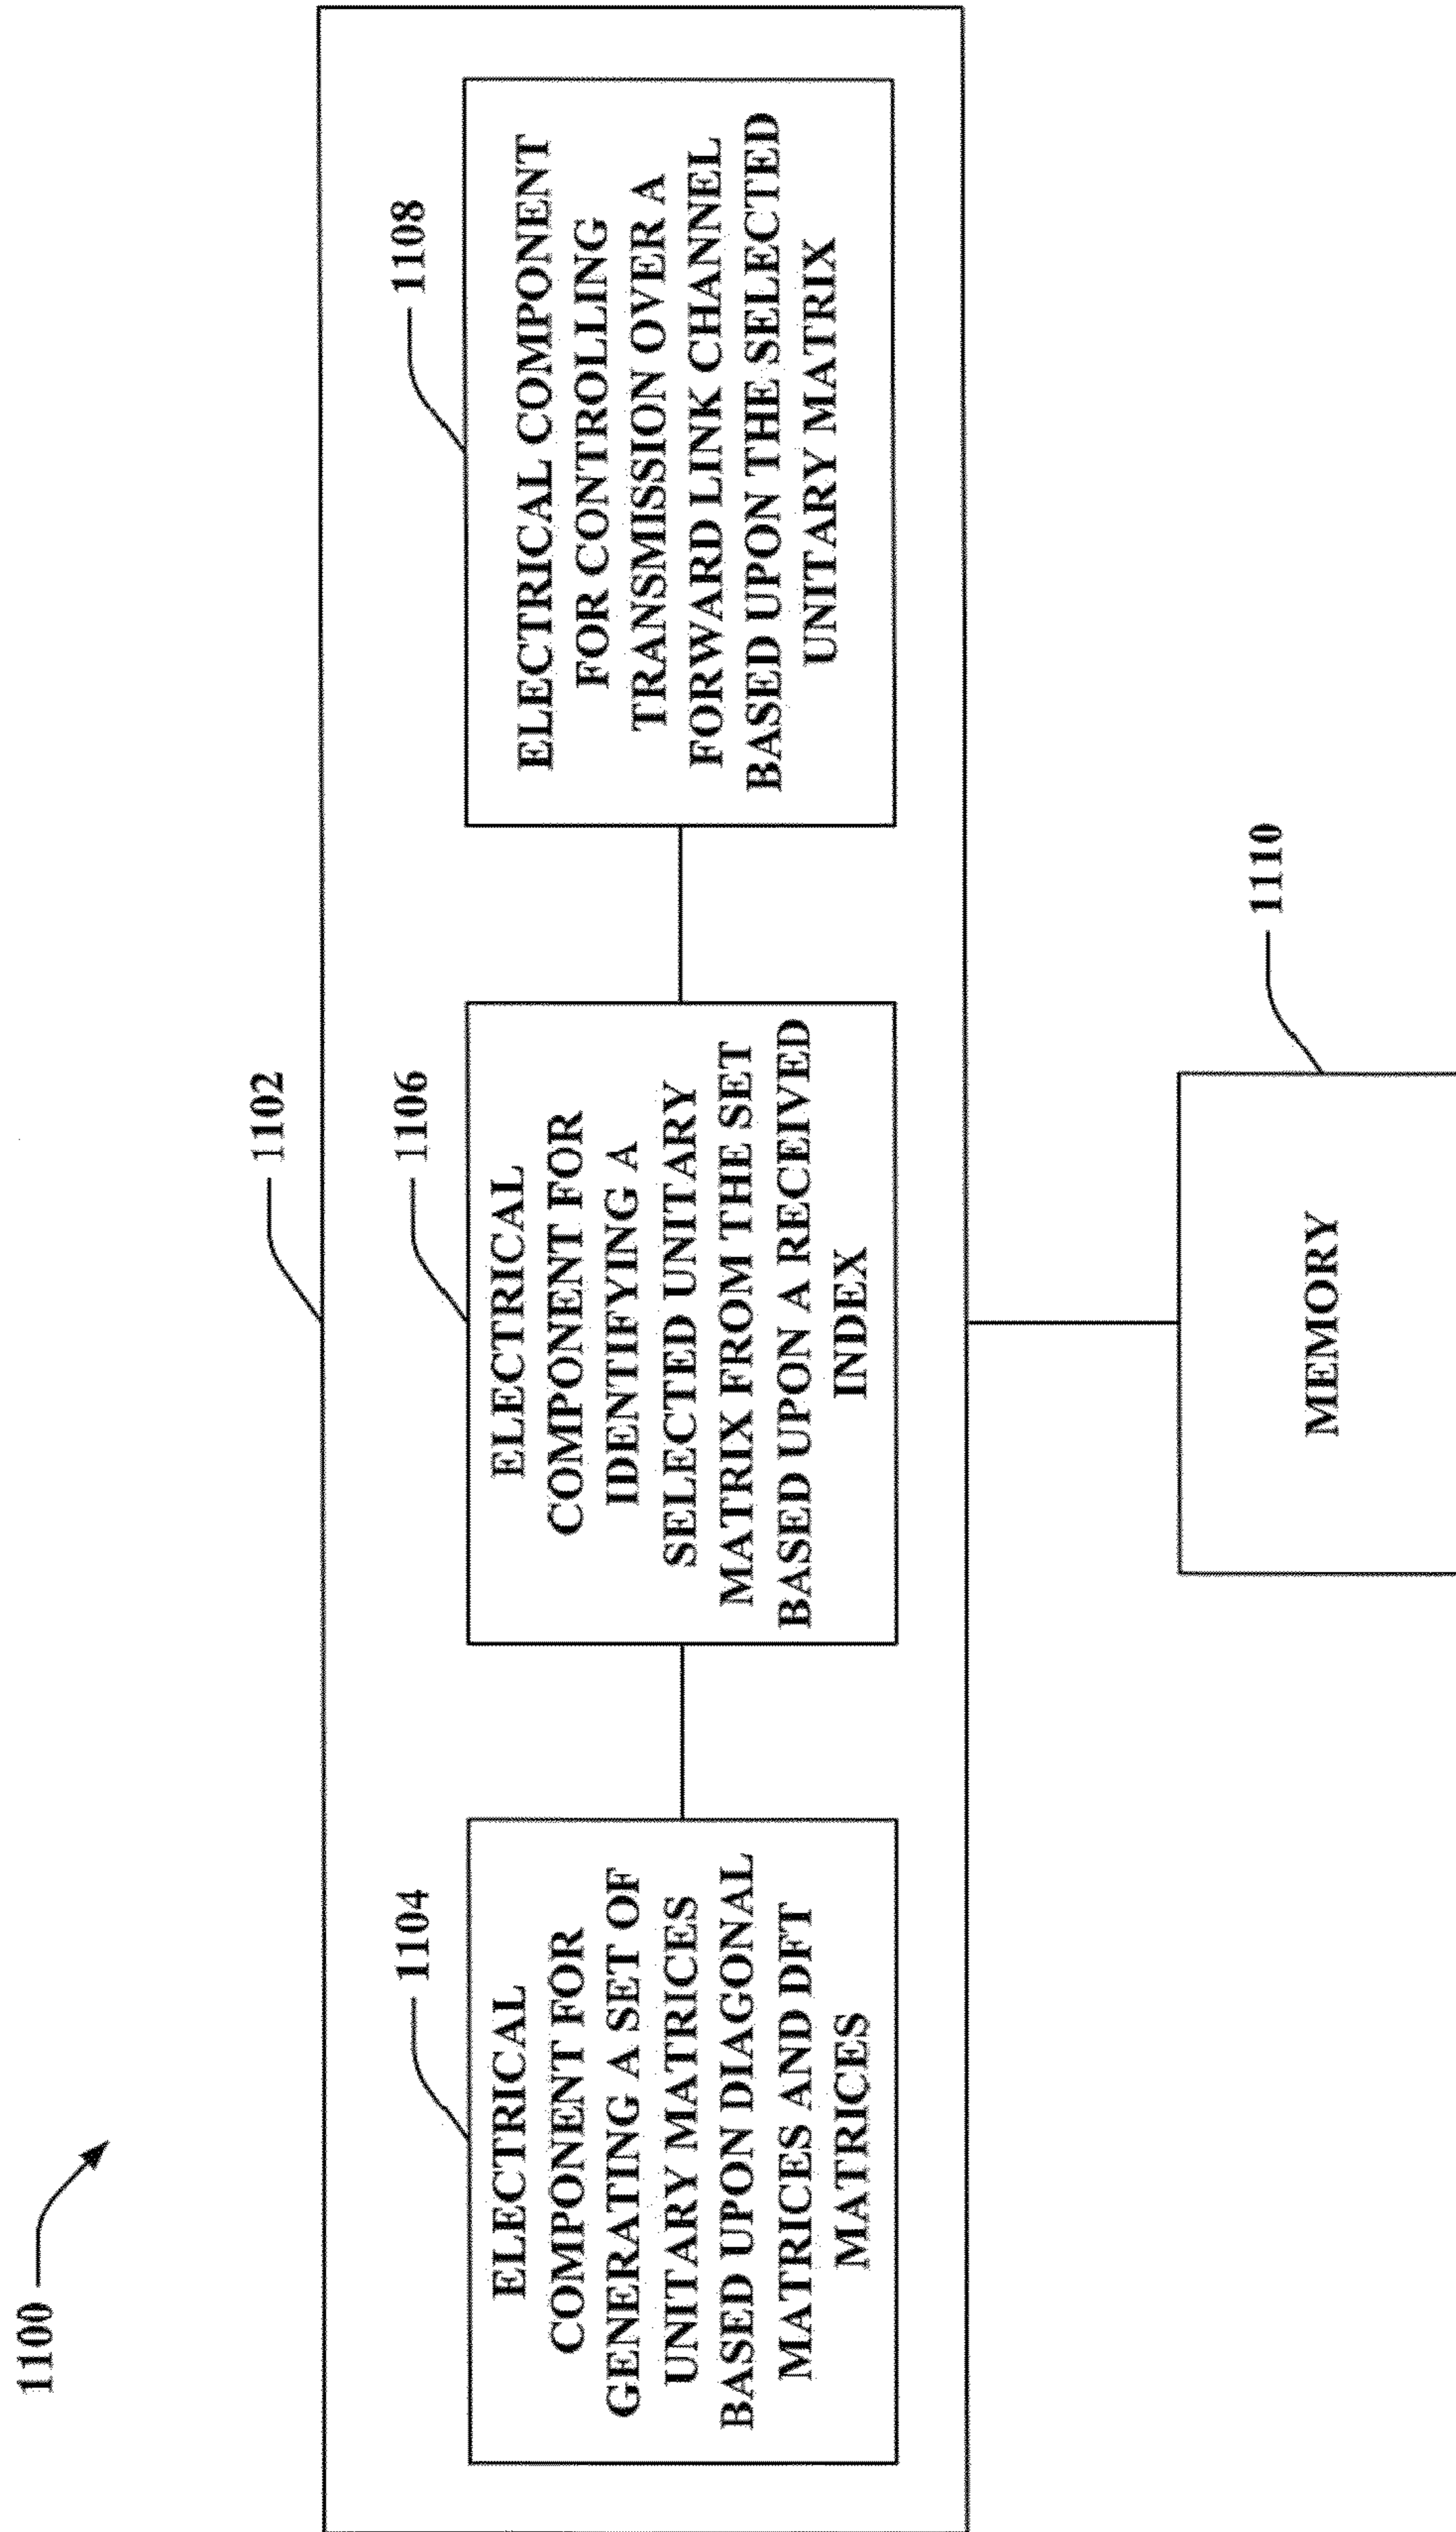 1100
1102
1104
ELECTRICAL
COMPONENT FOR
GENERATING A SET OF
UNITARY MATRICES
BASED UPON DIAGONAL
MATRICES AND DFT
MATRICES
1106
ELECTRICAL
COMPONENT FOR
IDENTIFYING A
SELECTED UNITARY
MATRIX FROM THE SET
BASED UPON A RECEIVED
INDEX
1108
ELECTRICAL COMPONENT
FOR CONTROLLING
TRANSMISSION OVER A
FORWARD LINK CHANNEL
BASED UPON THE SELECTED
UNITARY MATRIX
1110
MEMORY